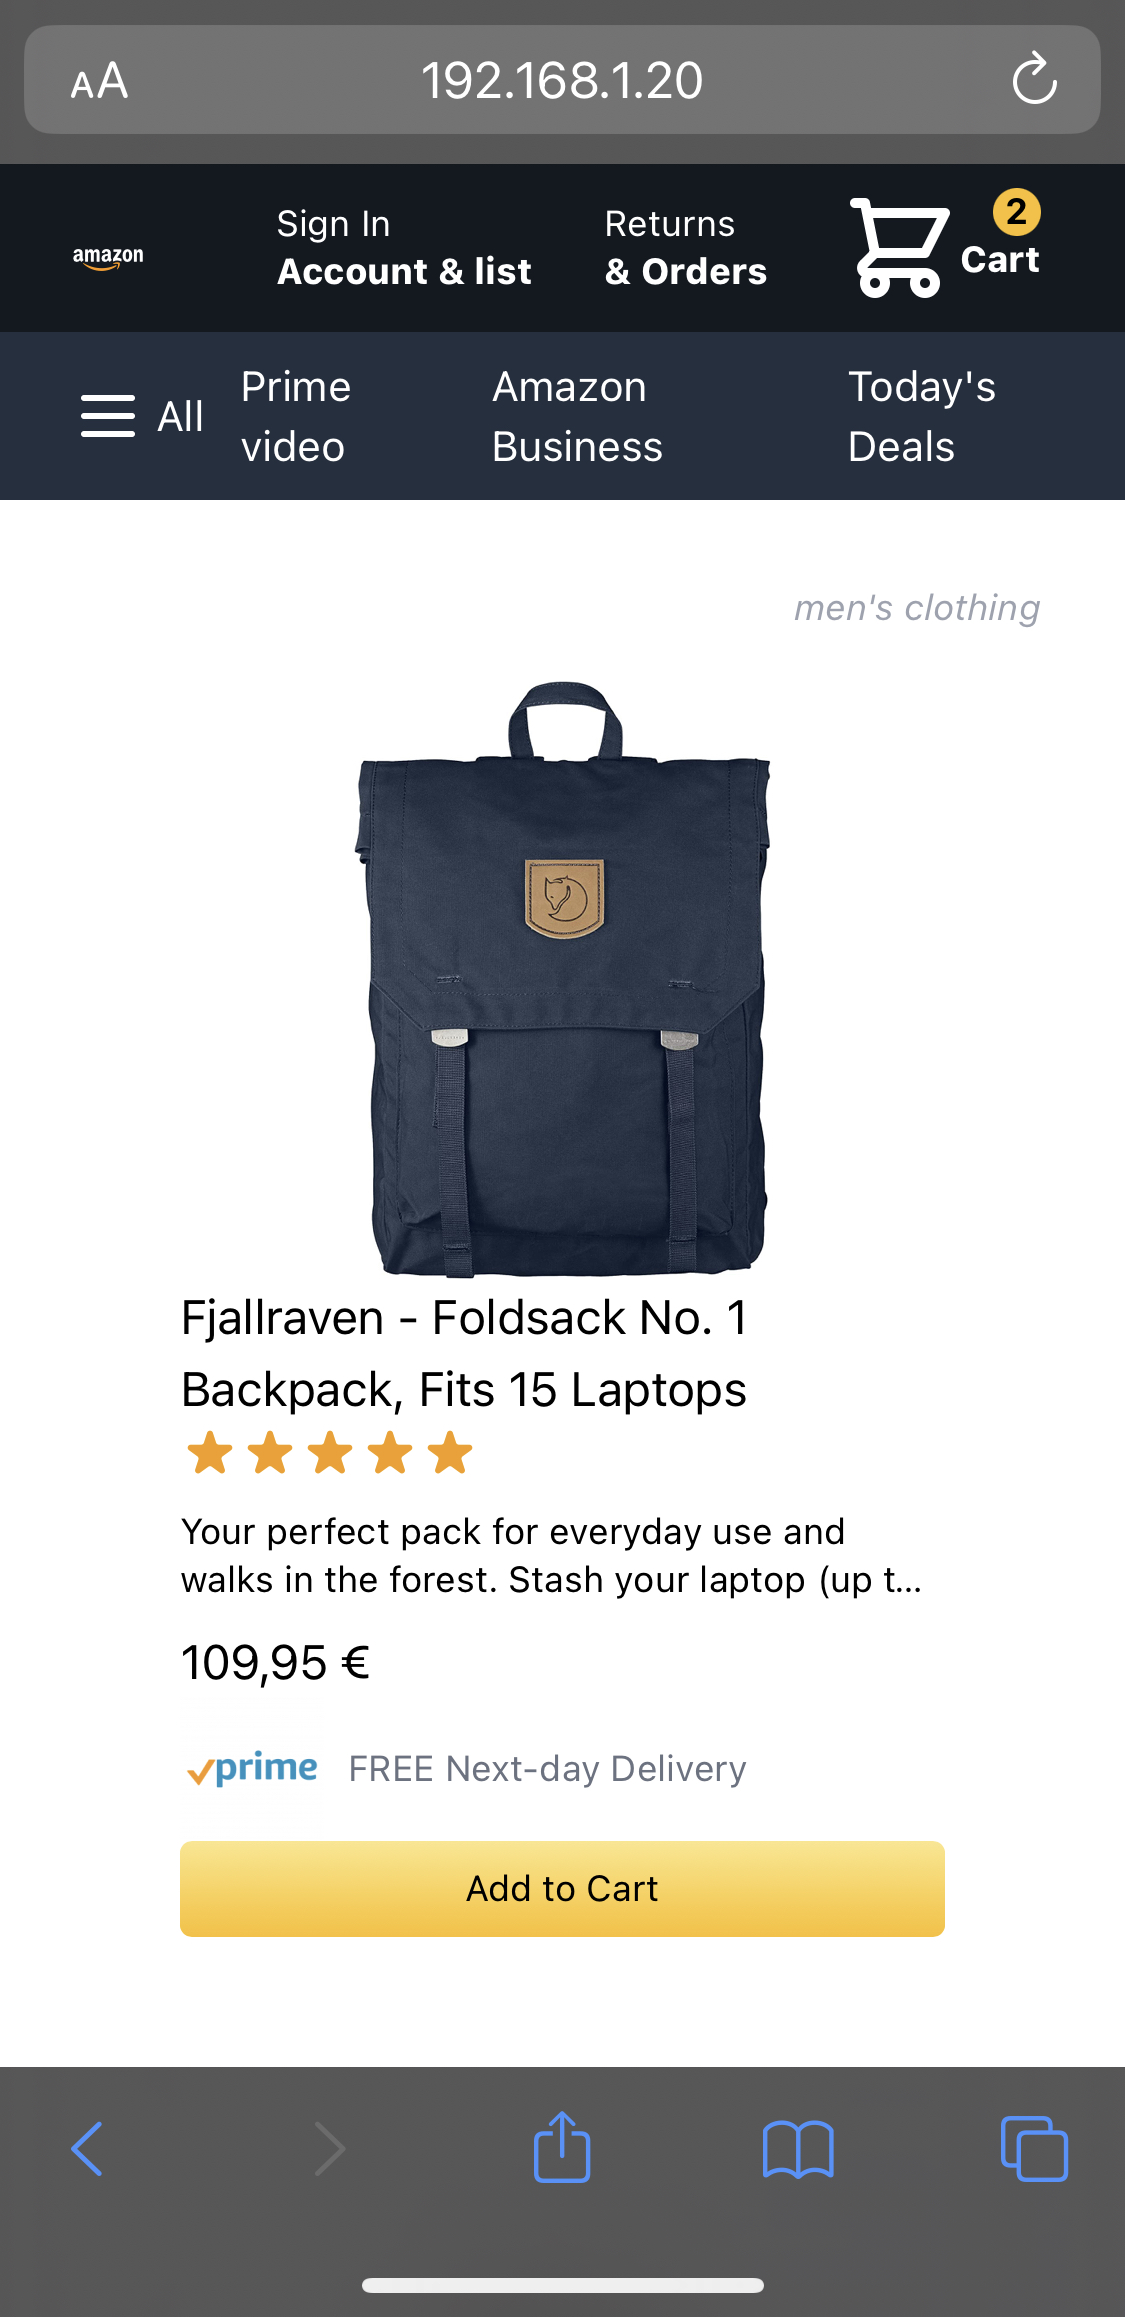 AA
192.168.1.20
amazon
Sign In
Account & list
Returns
& Orders
2
Cart
All
Prime
video
Amazon
Business
Today's
Deals
men's clothing
Fjallraven - Foldsack No. 1
Backpack, Fits 15 Laptops
Your perfect pack for everyday use and
walks in the forest. Stash your laptop (up t...
109,95 €
prime
FREE Next-day Delivery
Add to Cart